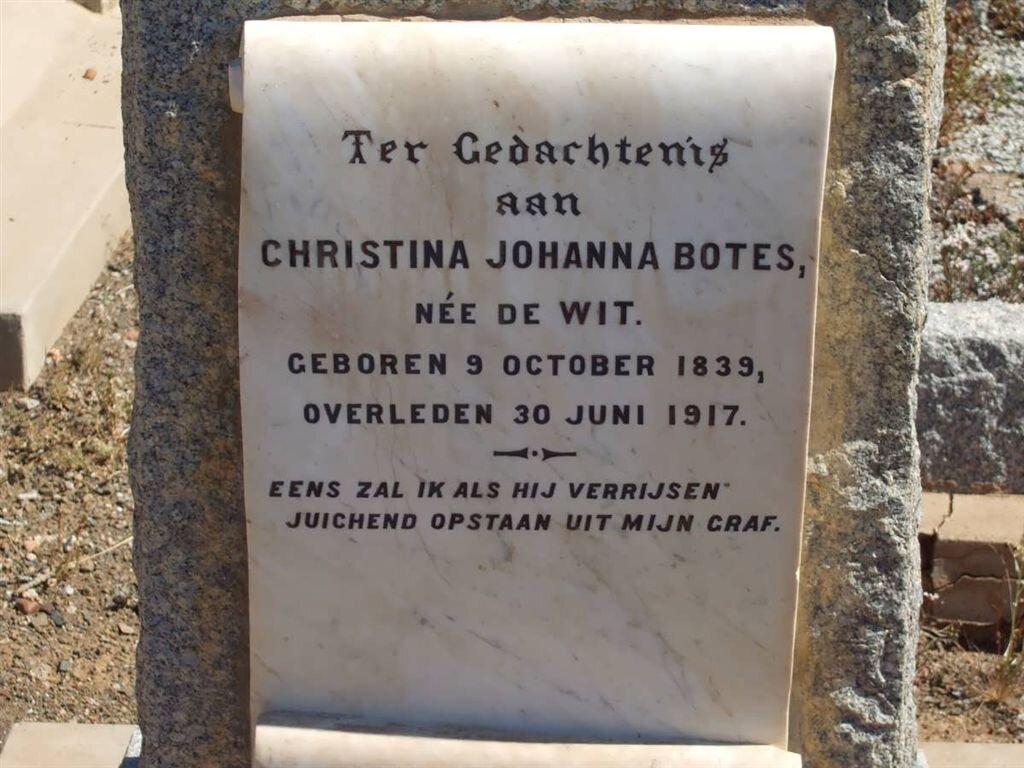 Ter Gedachtenis
aan
CHRISTINA JOHANNA BOTES,
NÉE DE WIT.
GEBOREN 9 OCTOBER 1839,
OVERLEDEN 30 JUNI 1917.
EENS ZAL IK ALS HIJ VERRIJSEN
JUICHEND OPSTAAN UIT MIJN GRAF.